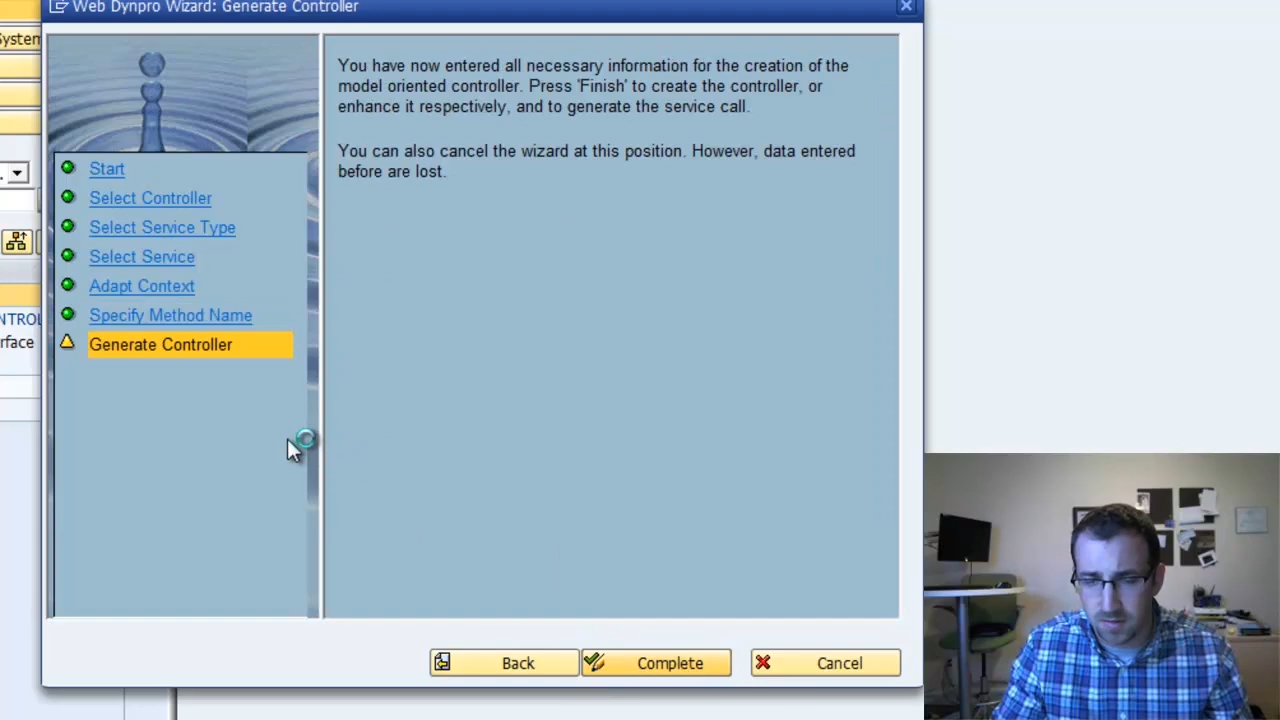 Web Dynpro Wizard: Generate Controller
System
You have now entered all necessary information for the creation of the
model oriented controller. Press 'Finish' to create the controller, or
enhance it respectively, and to generate the service call.
You can also cancel the wizard at this position. However, data entered
before are lost.
Start
Select Controller
Select Service Type
Select Service
Adapt Context
Specify Method Name
Generate Controller
NTROL
rface
Back
Complete
Cancel